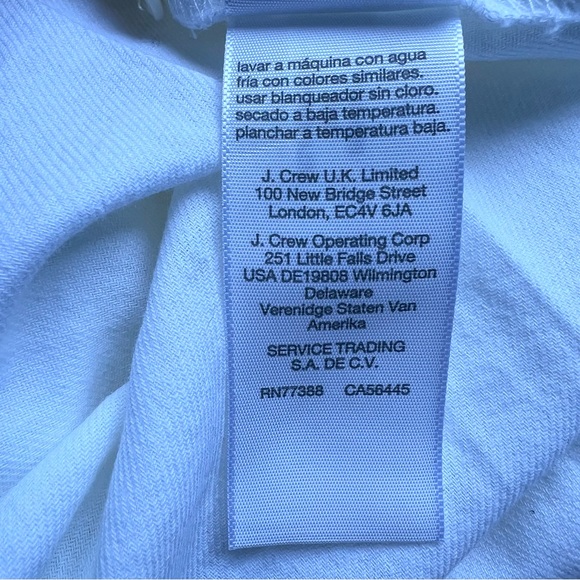 lavar a máquina con agua
fría con colores similares.
usar blanqueador sin cloro.
secado a baja temperatura.
planchar a temperatura baja.
J. Crew U.K. Limited
100 New Bridge Street
London, EC4V 6JA
J. Crew Operating Corp
251 Little Falls Drive
USA DE19808 Wilmington
Delaware
Verenidge Staten Van
Amerika
SERVICE TRADING
S.A. DE C.V.
RN77388 CA56445